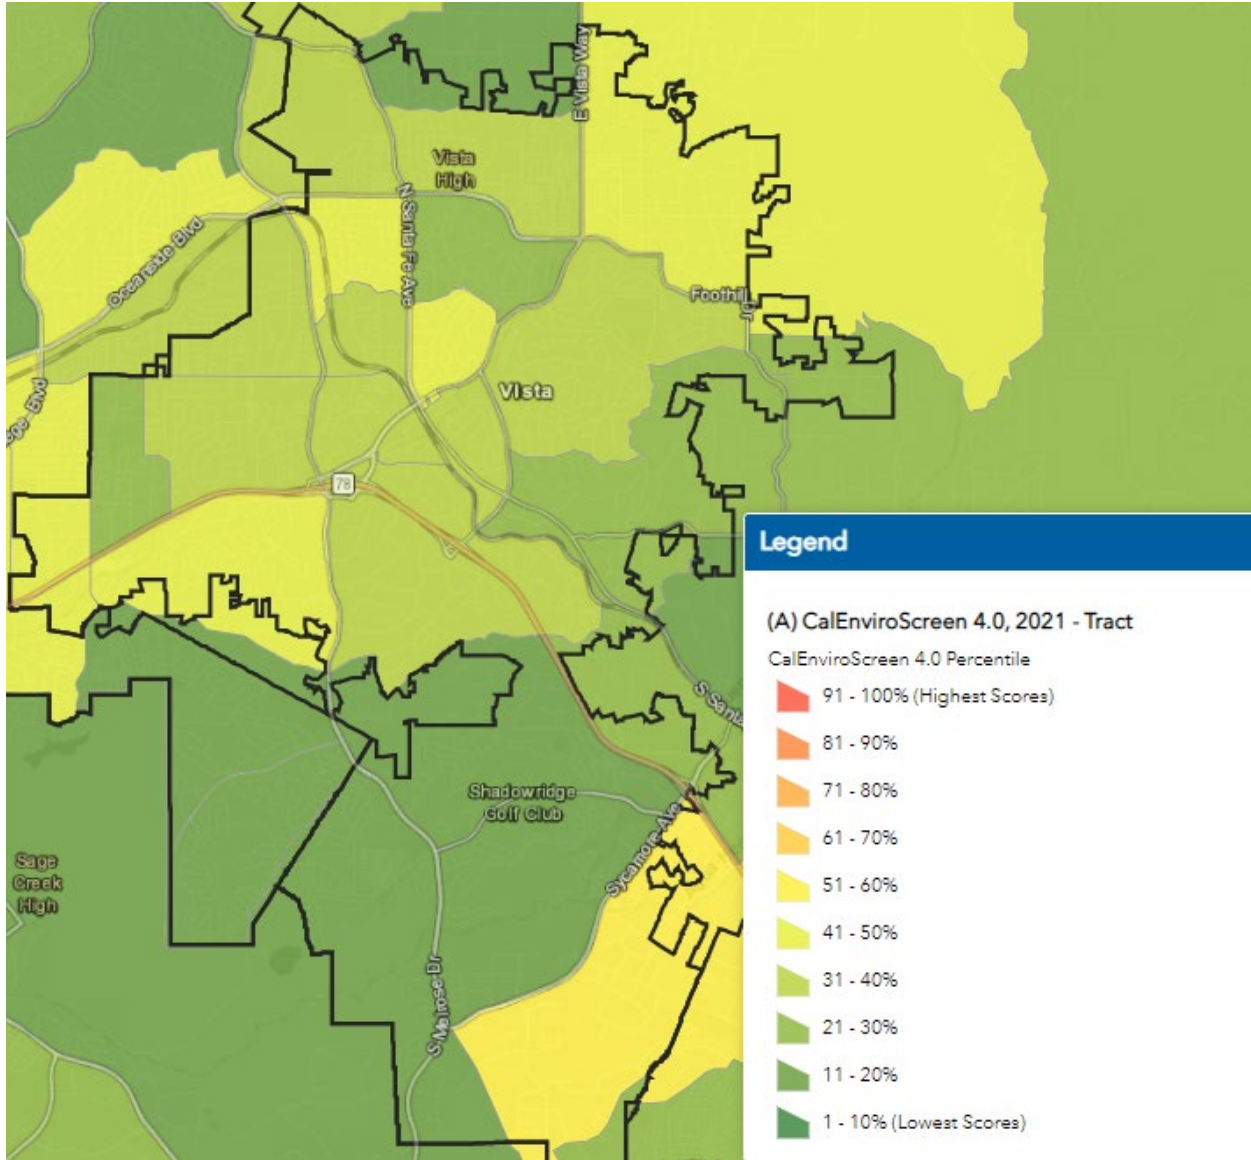 E Vista Way
Vista
High
N Santa Fe Ave
Oceanside Blvd
Foothill Dr
Vista
ege Blvd
78
S Santa
Shadowridge
Golf Club
Sycamore Ave
Sage
Creek
High
S Melrose Dr
Legend
(A) CalEnviroScreen 4.0, 2021 - Tract
CalEnviroScreen 4.0 Percentile
91 - 100% (Highest Scores)
81 - 90%
71 - 80%
61 - 70%
51 - 60%
41 - 50%
31 - 40%
21 - 30%
11 - 20%
1 - 10% (Lowest Scores)